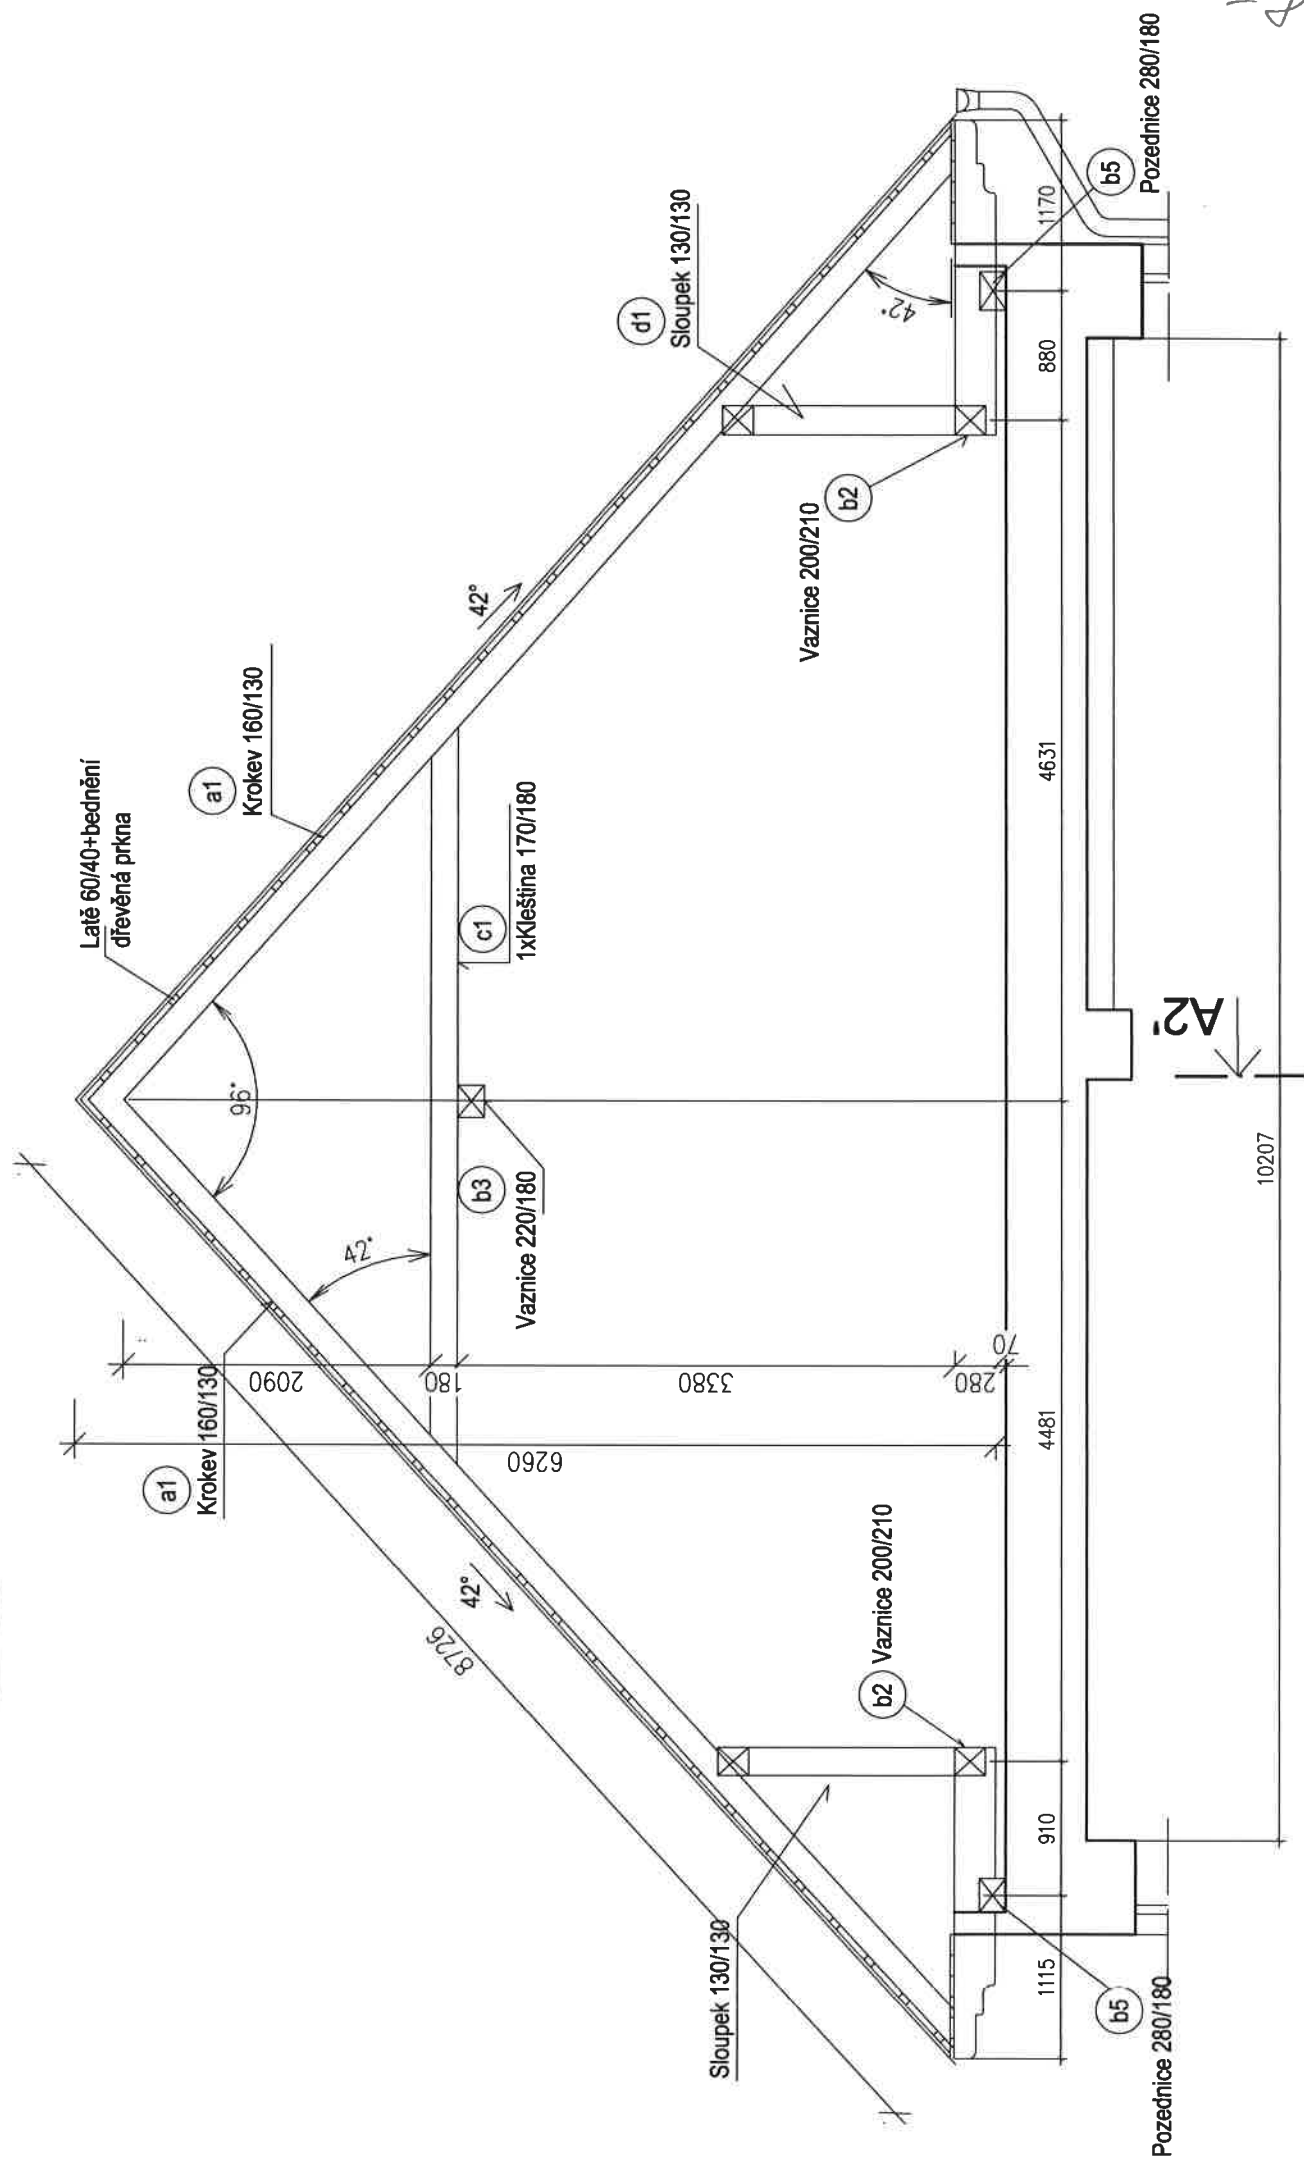 Latě 60/40+bednění
dřevěná prkna
a1
Krokev 160/130
a1
Krokev 160/130
96°
42°
42°
42°
42°
8726
2090
180
3380
280
70
6260
c1
1xKleština 170/180
b3
Vaznice 220/180
d1
Sloupek 130/130
Sloupek 130/130
b2
Vaznice 200/210
b2
Vaznice 200/210
b5
Pozednice 280/180
b5
Pozednice 280/180
1115
910
4481
4631
880
1170
10207
A2'